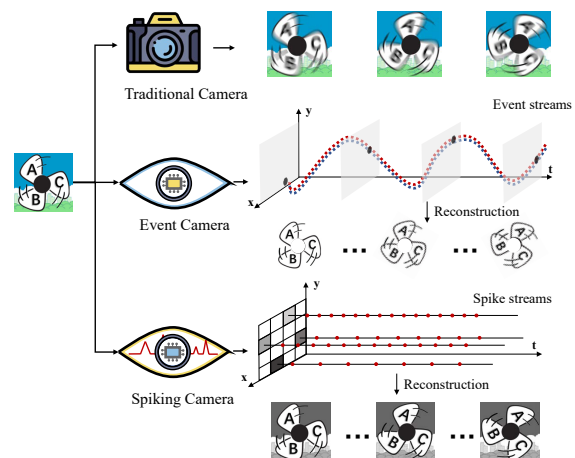 A
B
C
Traditional Camera
A
B
C
A
B
C
A
B
C
Event streams
y
t
x
Event Camera
Reconstruction
A
B
C
...
A
B
C
...
A
B
C
Spike streams
y
t
x
Spiking Camera
Reconstruction
A
B
C
...
A
B
C
...
A
B
C